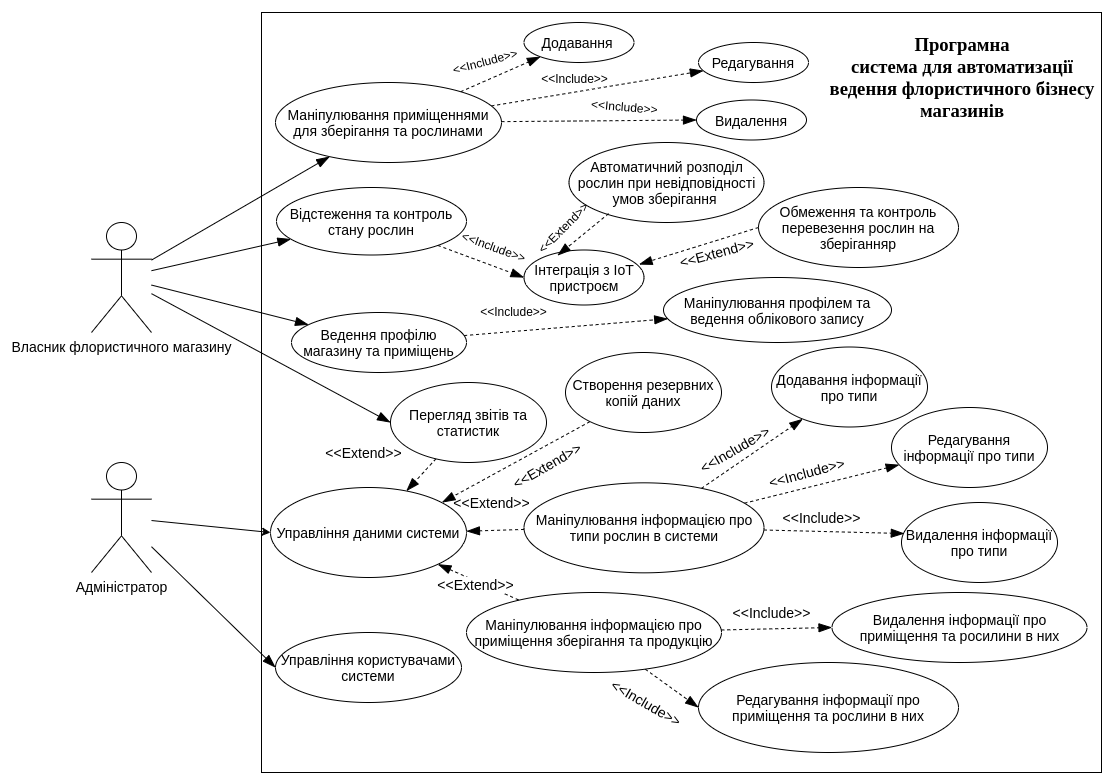 Програмна
система для автоматизації
ведення флористичного бізнесу
магазинів
<<Include>>
Додавання
<<Include>>
Редагування
<<Include>>
Видалення
Маніпулювання приміщеннями
для зберігання та рослинами
Автоматичний розподіл
рослин при невідповідності
умов зберігання
Відстеження та контроль
стану рослин
<<Include>>
<<Extend>>
Обмеження та контроль
перевезення рослин на
зберіганняр
<<Extend>>
Інтеграція з IoT
пристроєм
Власник флористичного магазину
Ведення профілю
магазину та приміщень
<<Include>>
Маніпулювання профілем та
ведення облікового запису
Перегляд звітів та
статистик
Створення резервних
копій даних
Додавання інформації
про типи
<<Extend>>
<<Extend>>
<<Include>>
Редагування
інформації про типи
<<Include>>
<<Extend>>
Управління даними системи
Маніпулювання інформацією про
типи рослин в системи
<<Include>>
Видалення інформації
про типи
Адміністратор
<<Extend>>
Маніпулювання інформацією про
приміщення зберігання та продукцію
<<Include>>
Видалення інформації про
приміщення та росилини в них
Управління користувачами
системи
<<Include>>
Редагування інформації про
приміщення та рослини в них